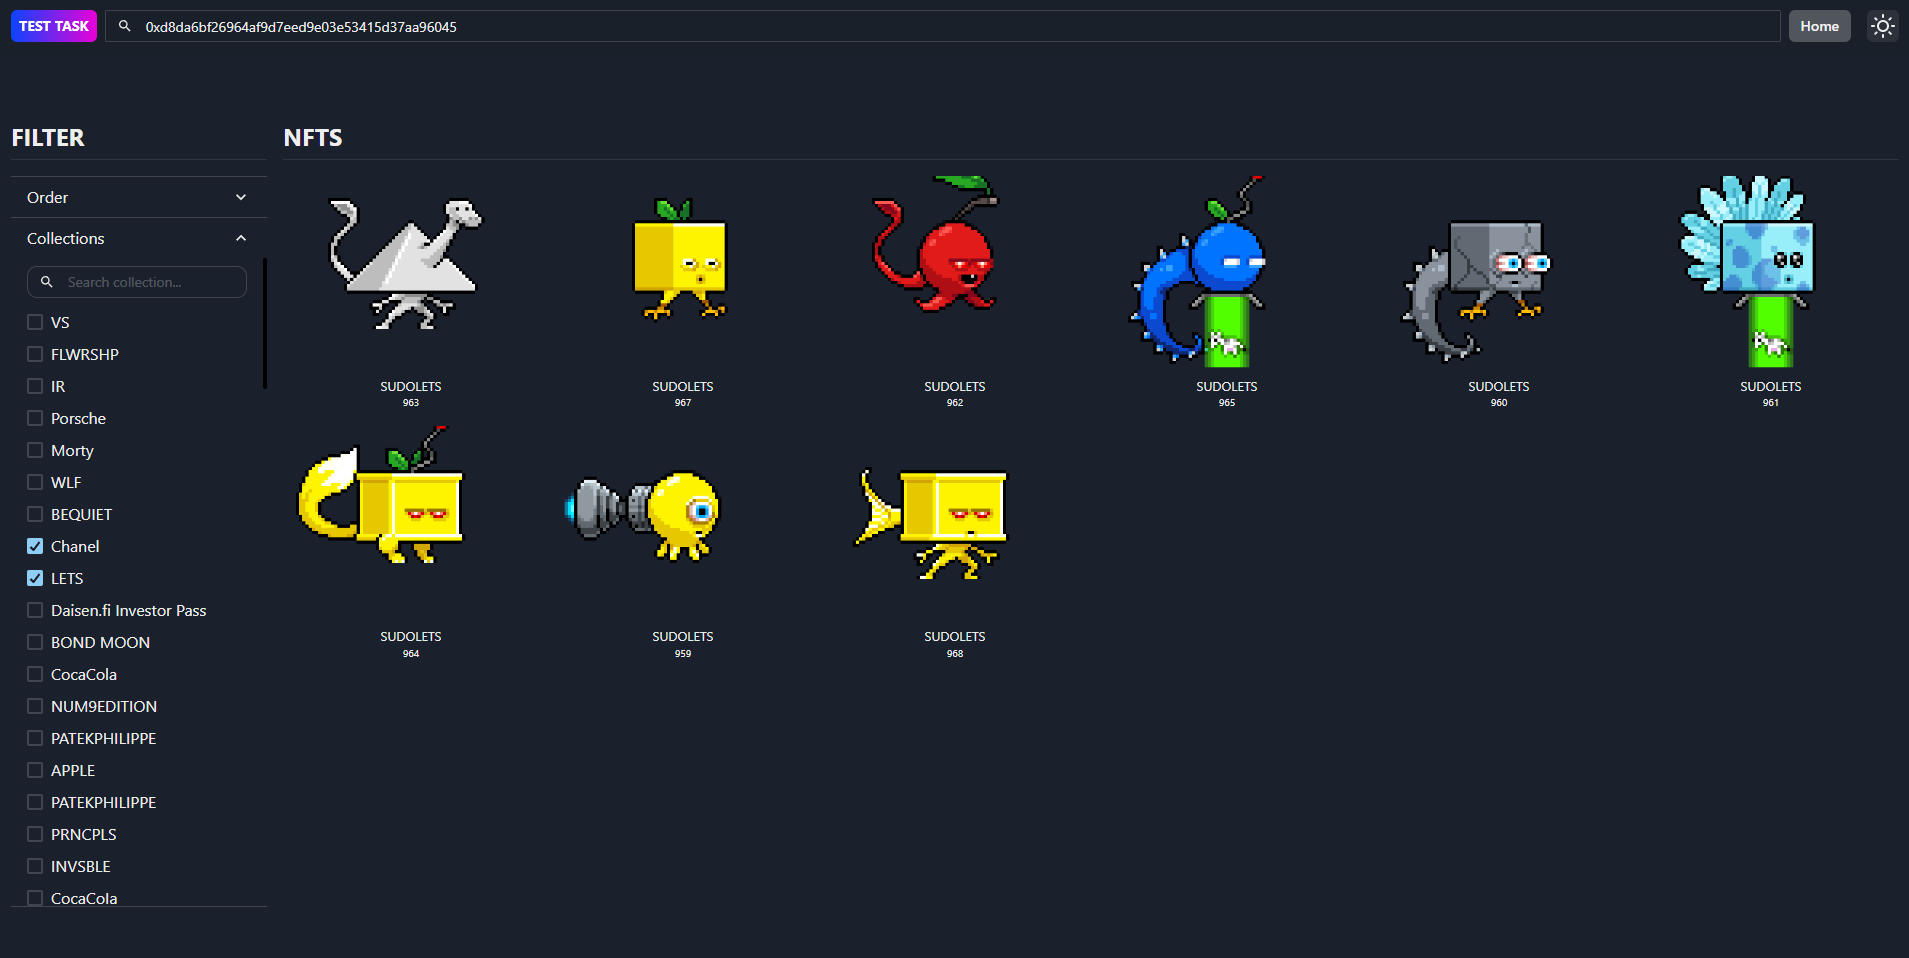 TEST TASK
0xd8da6bf26964af9d7eed9e03e53415d37aa96045
Home
FILTER
Order
Collections
Search collection...
VS
FLWRSHP
IR
Porsche
Morty
WLF
BEQUIET
Chanel
LETS
Daisen.fi Investor Pass
BOND MOON
CocaCola
NUM9EDITION
PATEKPHILIPPE
APPLE
PATEKPHILIPPE
PRNCPLS
INVSBLE
CocaCola
NFTS
SUDOLETS
963
SUDOLETS
967
SUDOLETS
962
SUDOLETS
965
SUDOLETS
960
SUDOLETS
961
SUDOLETS
964
SUDOLETS
959
SUDOLETS
968